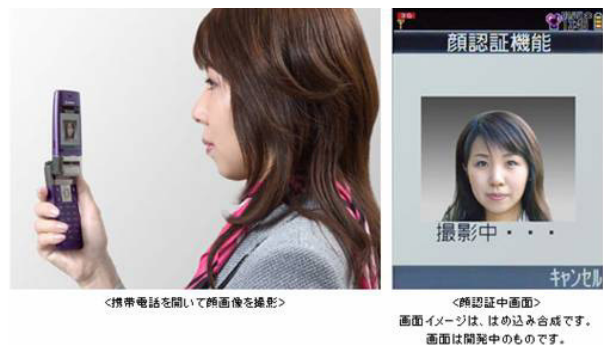 顔認証機能
撮影中・・・
キャンセル
<携帯電話を開いて顔画像を撮影>
<顔認証中画面>
画面イメージは、はめ込み合成です。
画面は開発中のものです。